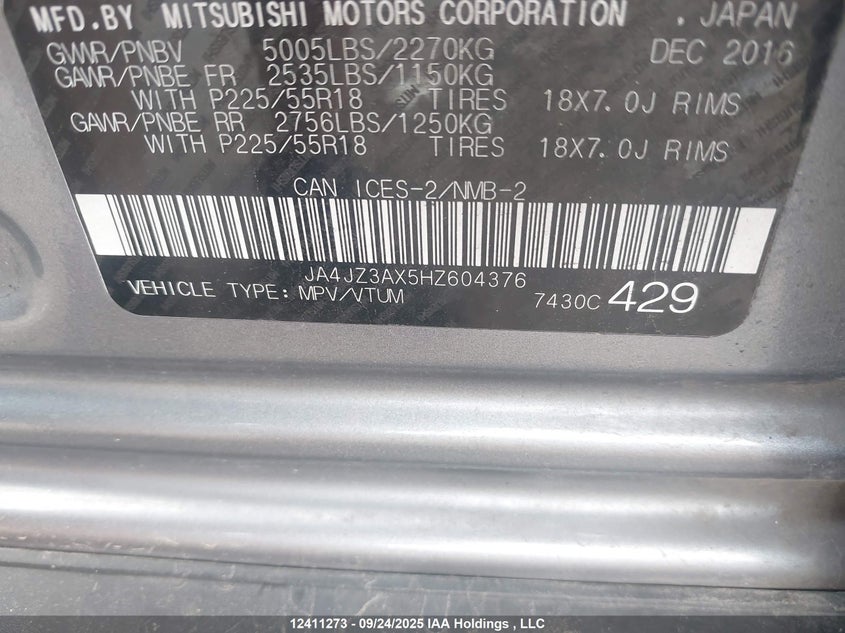 MFD.BY MITSUBISHI MOTORS CORPORATION . JAPAN
GVWR/PNBV 5005LBS/2270KG DEC 2016
GAWR/PNBE FR 2535LBS/1150KG
WITH P225/55R18 TIRES 18X7.0J RIMS
GAWR/PNBE RR 2756LBS/1250KG
WITH P225/55R18 TIRES 18X7.0J RIMS
CAN ICES-2/NMB-2
JA4JZ3AX5HZ604376
VEHICLE TYPE: MPV/VTUM 7430C 429
12411273 - 09/24/2025 IAA Holdings , LLC